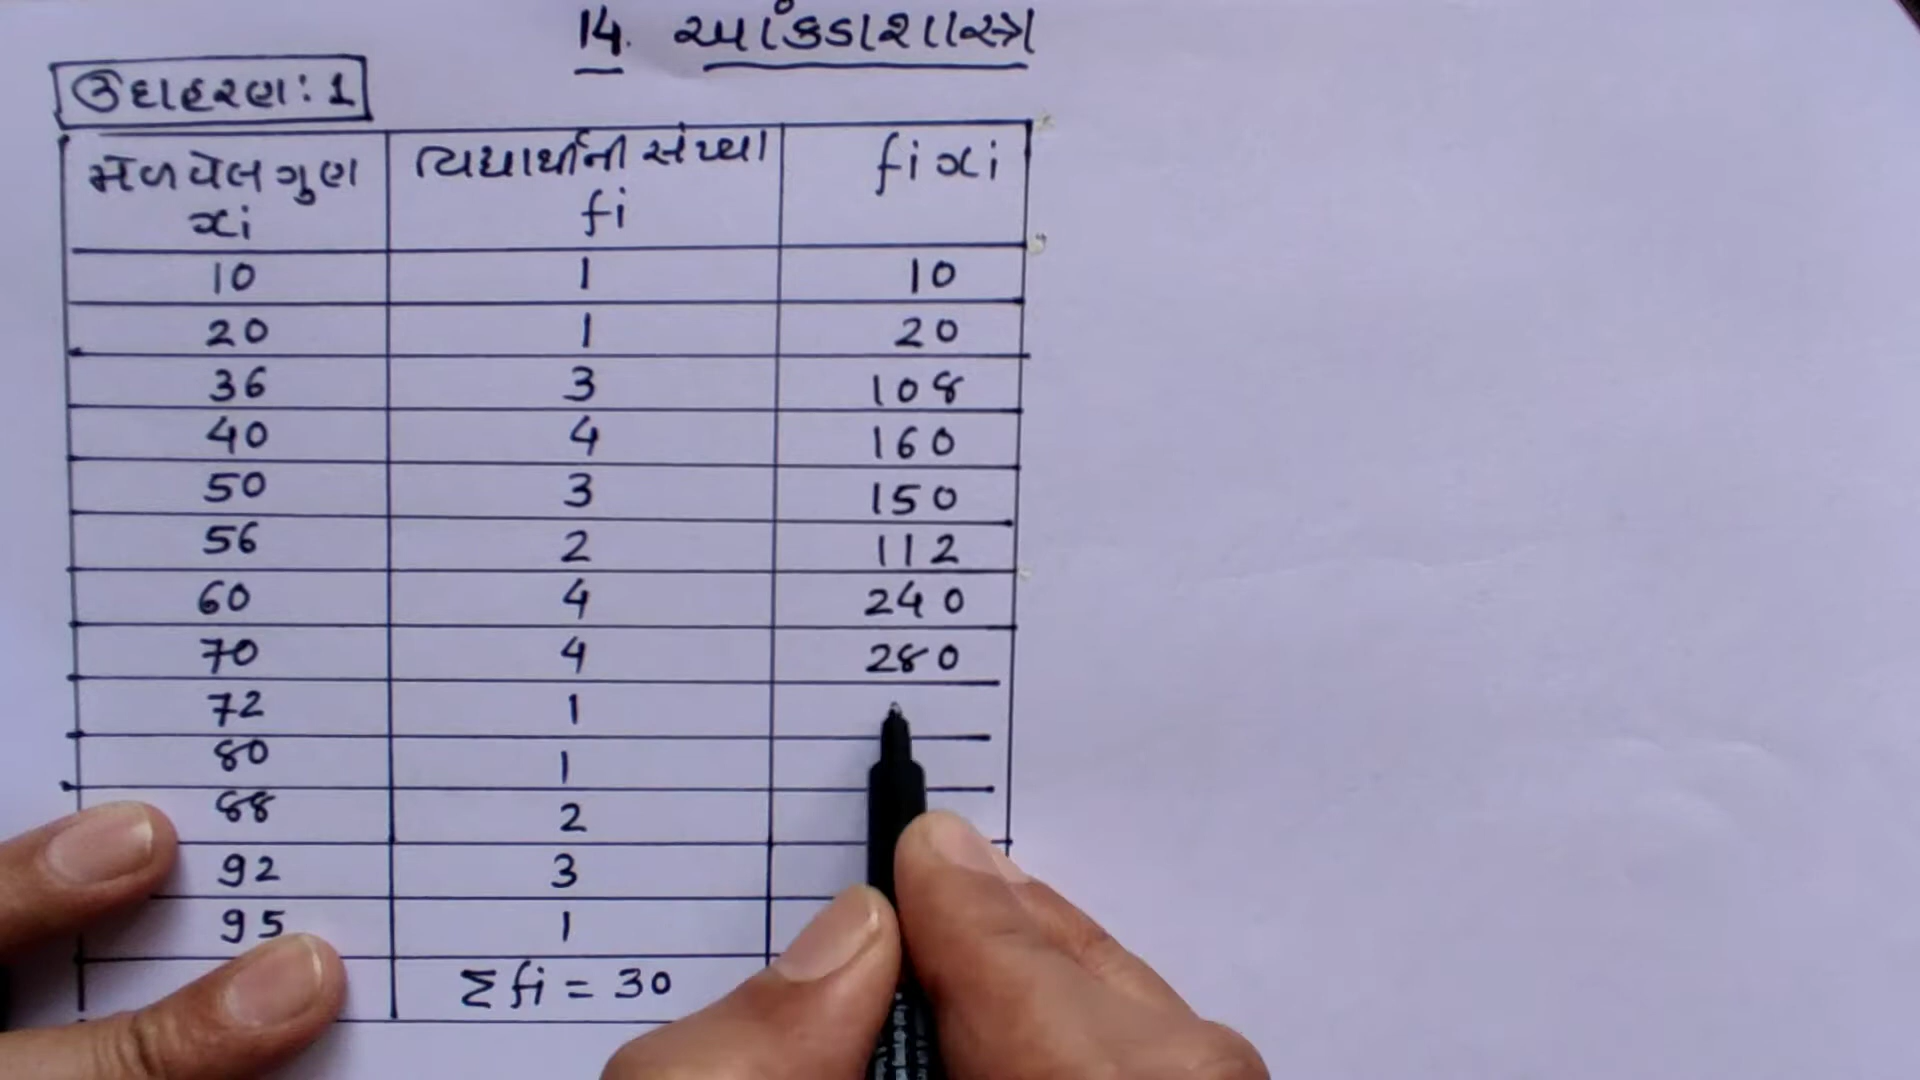 14. આંકડાશાસ્ત્ર
ઉદાહરણ: 1
મેળવેલ ગુણ xi વિદ્યાર્થીની સંખ્યા fi fixi
10 1 10
20 1 20
36 3 108
40 4 160
50 3 150
56 2 112
60 4 240
70 4 280
72 1
80 1
88 2
92 3
95 1
Σfi = 30